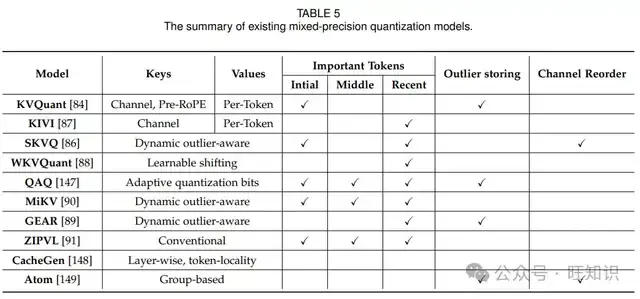 TABLE 5
The summary of existing mixed-precision quantization models.
Model Keys Values Important Tokens Outlier storing Channel Reorder
Intial Middle Recent
KVQuant [84] Channel, Pre-RoPE Per-Token ✓ ✓
KIVI [87] Channel Per-Token ✓
SKVQ [86] Dynamic outlier-aware ✓ ✓ ✓
WKVQuant [88] Learnable shifting ✓
QAQ [147] Adaptive quantization bits ✓ ✓ ✓ ✓
MiKV [90] Dynamic outlier-aware ✓ ✓ ✓
GEAR [89] Dynamic outlier-aware ✓ ✓
ZIPVL [91] Conventional ✓ ✓ ✓
CacheGen [148] Layer-wise, token-locality
Atom [149] Group-based ✓ ✓
公众号 · 旺知识